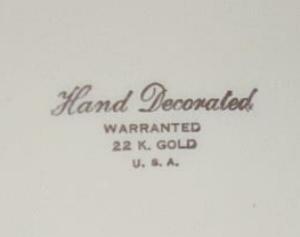 Hand Decorated
WARRANTED
22 K. GOLD
U. S. A.